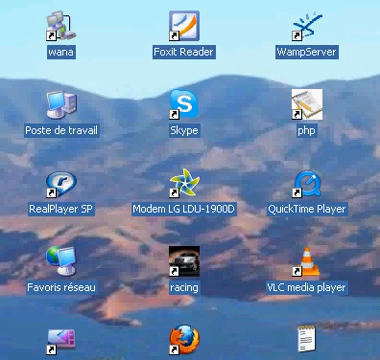 wana
Foxit Reader
WampServer
Poste de travail
Skype
php
RealPlayer SP
Modem LG LDU-1900D
QuickTime Player
Favoris réseau
racing
VLC media player